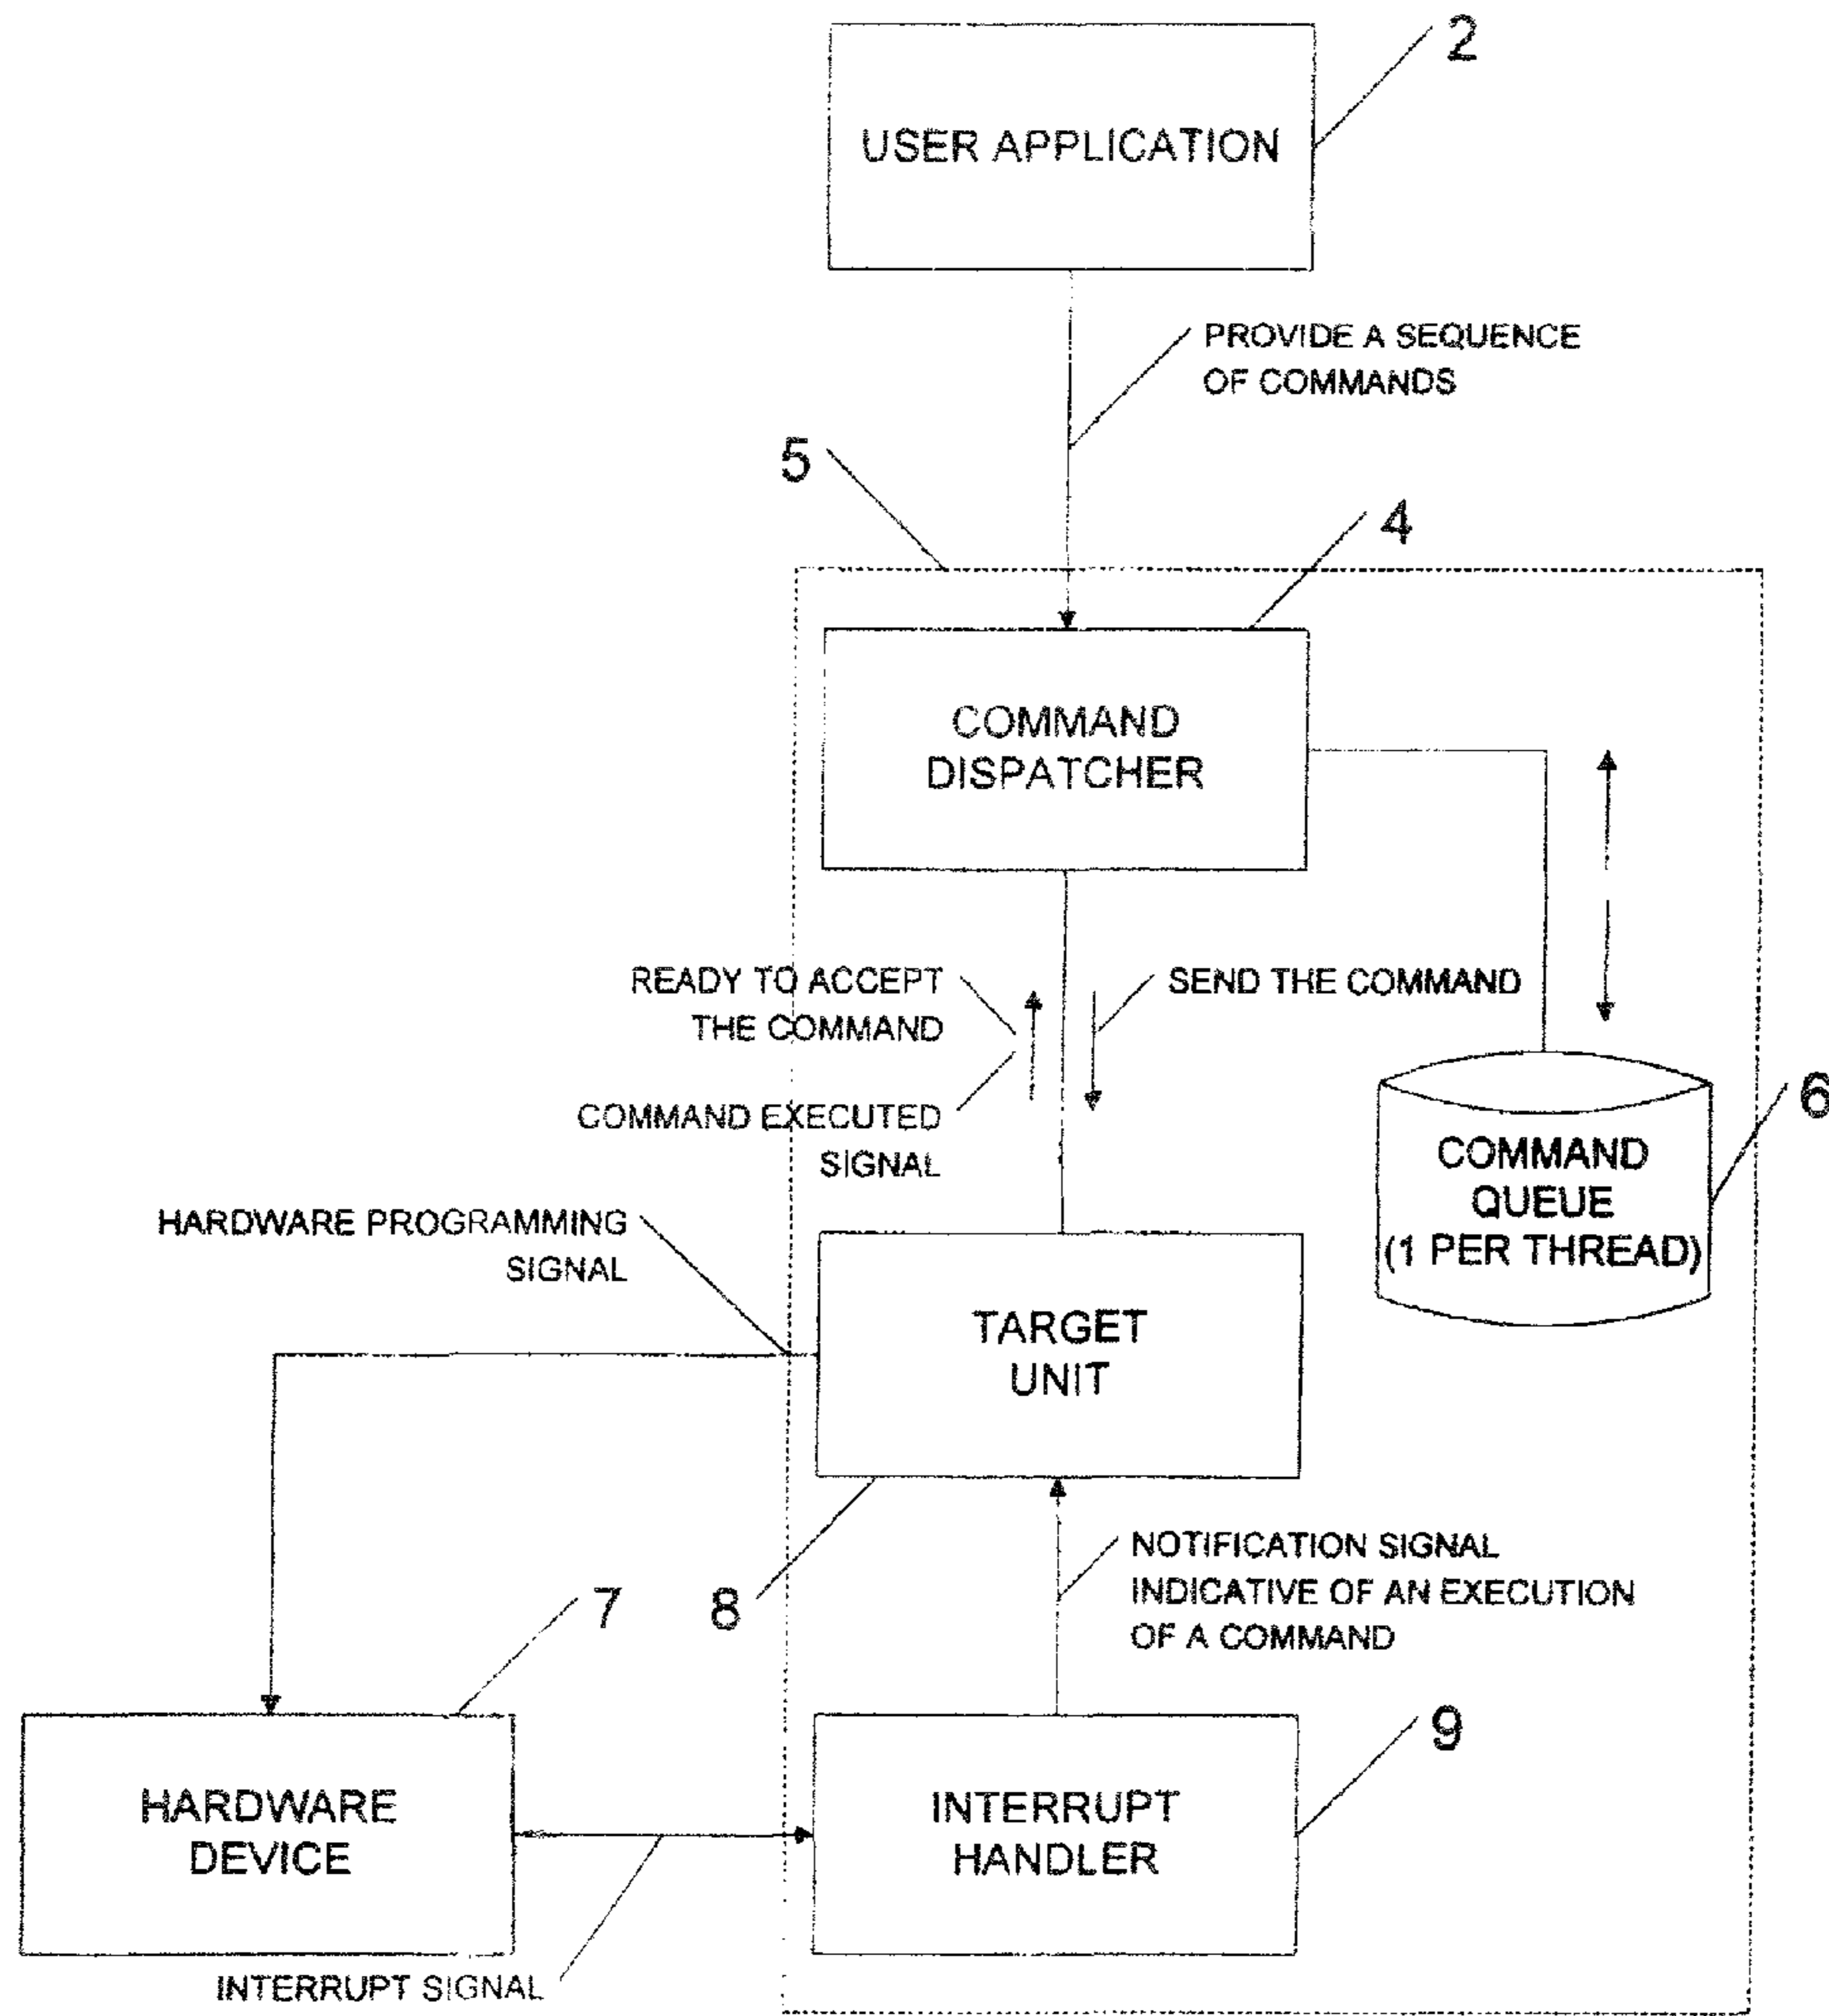 2
USER APPLICATION
PROVIDE A SEQUENCE
OF COMMANDS
5
4
COMMAND
DISPATCHER
READY TO ACCEPT
THE COMMAND
SEND THE COMMAND
COMMAND EXECUTED
SIGNAL
6
COMMAND
QUEUE
(1 PER THREAD)
HARDWARE PROGRAMMING
SIGNAL
TARGET
UNIT
NOTIFICATION SIGNAL
INDICATIVE OF AN EXECUTION
OF A COMMAND
7
8
9
HARDWARE
DEVICE
INTERRUPT
HANDLER
INTERRUPT SIGNAL